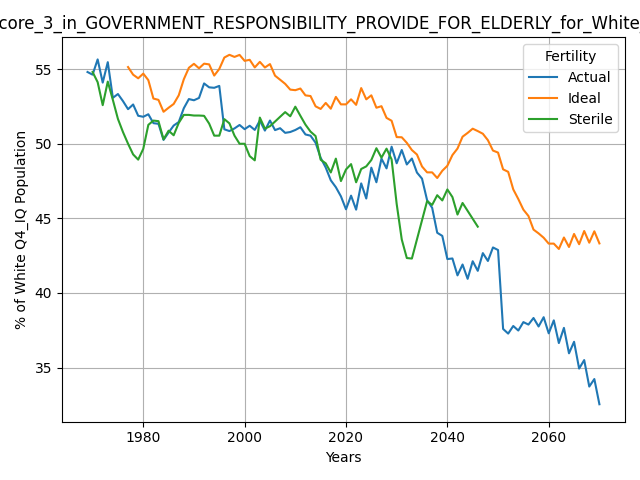 core_3_in_GOVERNMENT_RESPONSIBILITY_PROVIDE_FOR_ELDERLY_for_White_
Fertility
Actual
Ideal
Sterile
% of White Q4_IQ Population
55
50
45
40
35
1980
2000
2020
2040
2060
Years